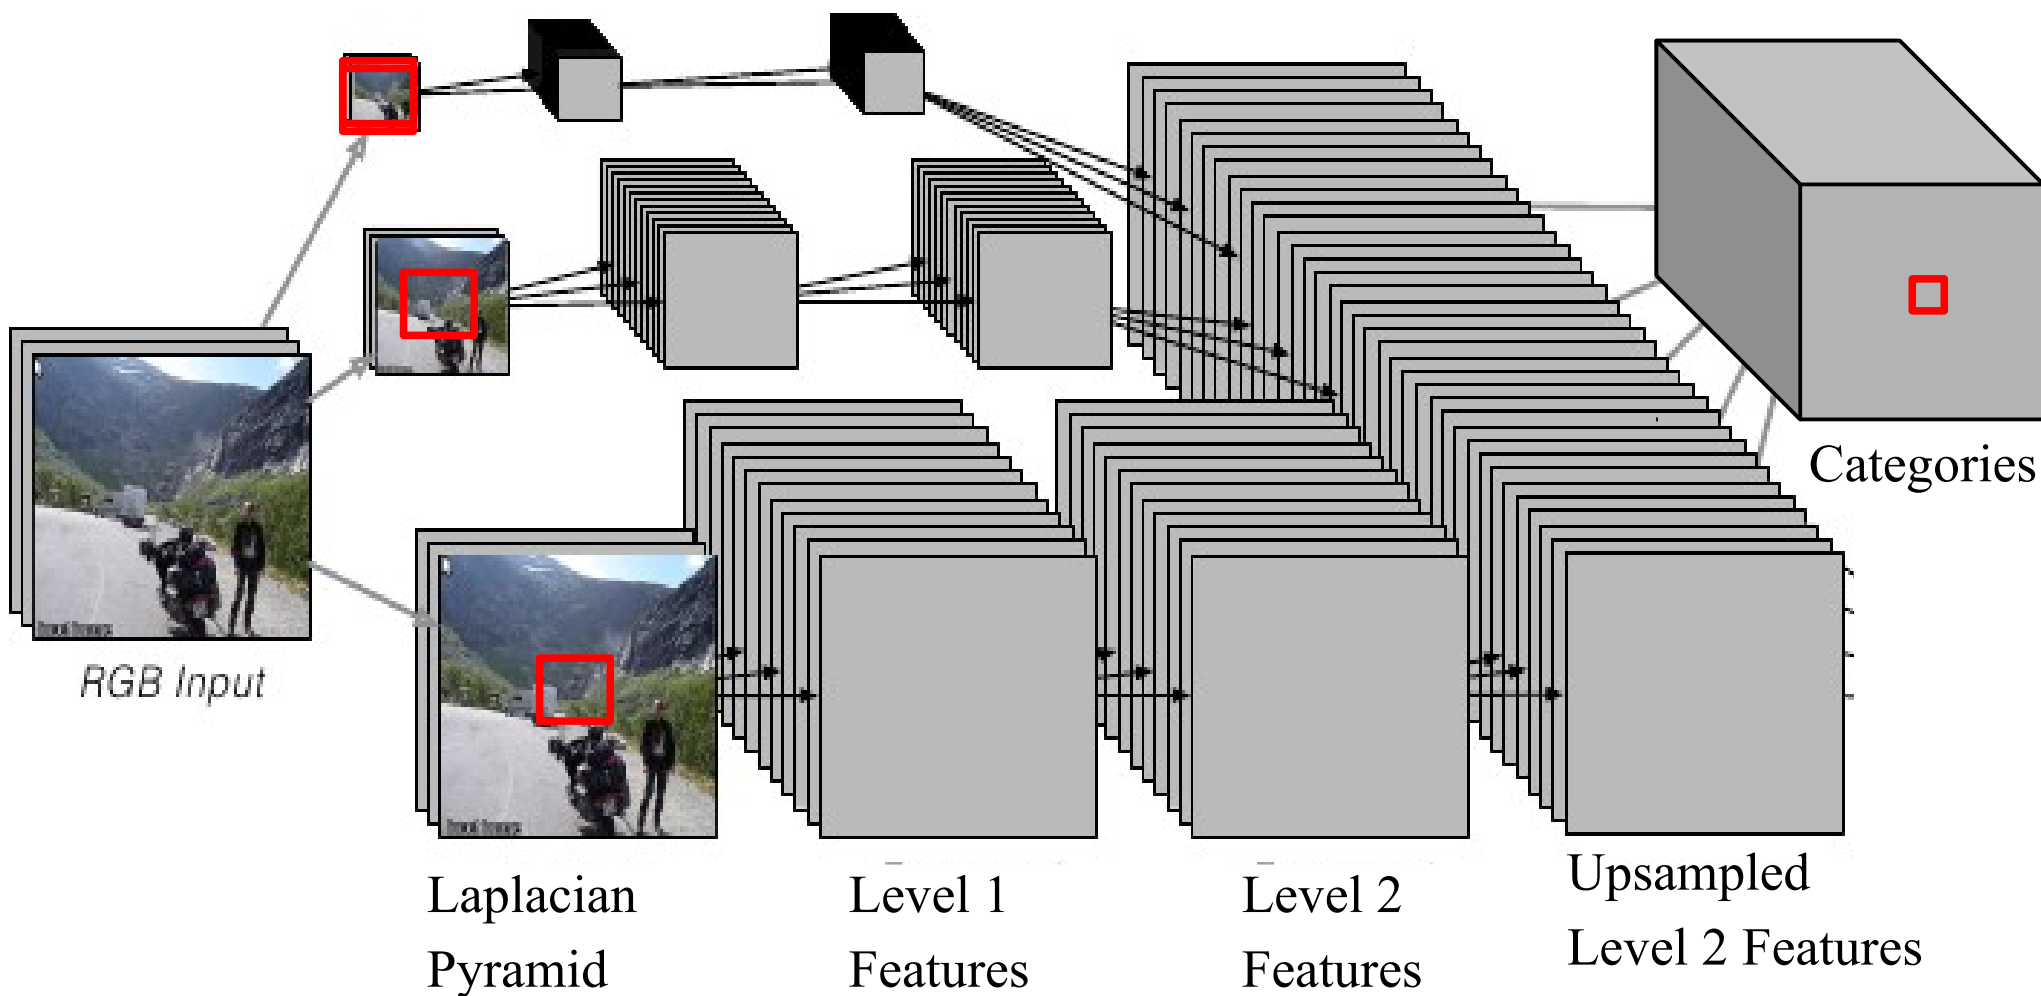 RGB Input
Laplacian
Pyramid
Level 1
Features
Level 2
Features
Upsampled
Level 2 Features
Categories